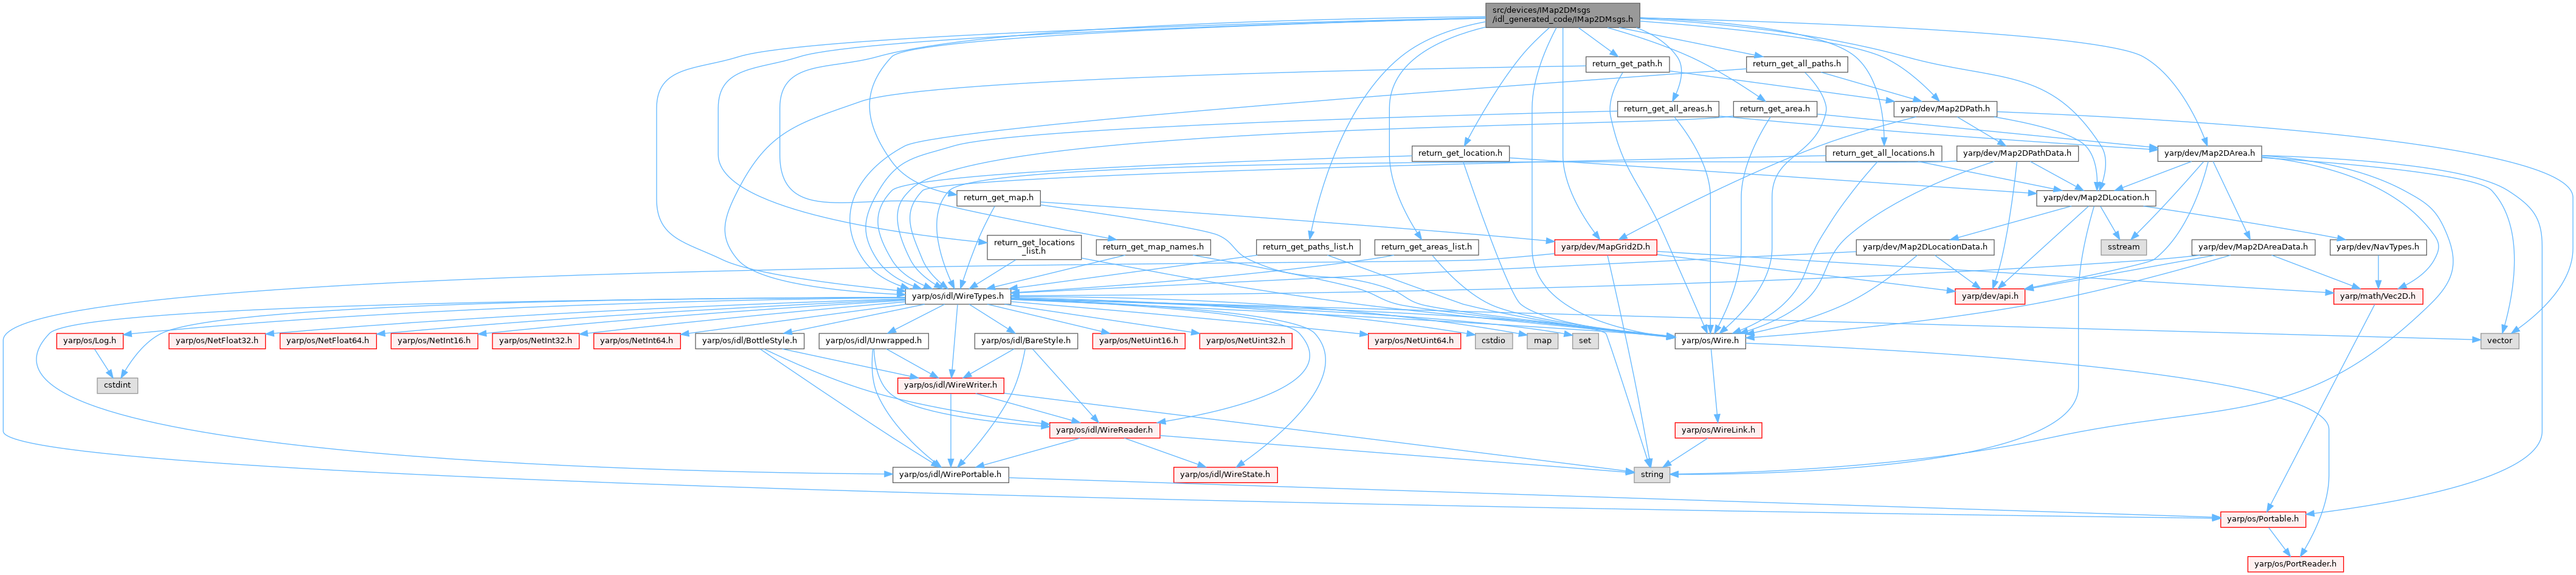 src/devices/IMap2DMsgs
/idl_generated_code/IMap2DMsgs.h
return_get_path.h
return_get_all_paths.h
return_get_all_areas.h
return_get_area.h
yarp/dev/Map2DPath.h
return_get_location.h
return_get_all_locations.h
yarp/dev/Map2DPathData.h
yarp/dev/Map2DArea.h
return_get_map.h
yarp/dev/Map2DLocation.h
return_get_locations
_list.h
return_get_map_names.h
return_get_paths_list.h
return_get_areas_list.h
yarp/dev/MapGrid2D.h
yarp/dev/Map2DLocationData.h
sstream
yarp/dev/Map2DAreaData.h
yarp/dev/NavTypes.h
yarp/os/idl/WireTypes.h
yarp/dev/api.h
yarp/math/Vec2D.h
yarp/os/Log.h
yarp/os/NetFloat32.h
yarp/os/NetFloat64.h
yarp/os/NetInt16.h
yarp/os/NetInt32.h
yarp/os/NetInt64.h
yarp/os/idl/BottleStyle.h
yarp/os/idl/Unwrapped.h
yarp/os/idl/BareStyle.h
yarp/os/NetUint16.h
yarp/os/NetUint32.h
yarp/os/NetUint64.h
cstdio
map
set
yarp/os/Wire.h
vector
cstdint
yarp/os/idl/WireWriter.h
yarp/os/idl/WireReader.h
yarp/os/WireLink.h
yarp/os/idl/WirePortable.h
yarp/os/idl/WireState.h
string
yarp/os/Portable.h
yarp/os/PortReader.h